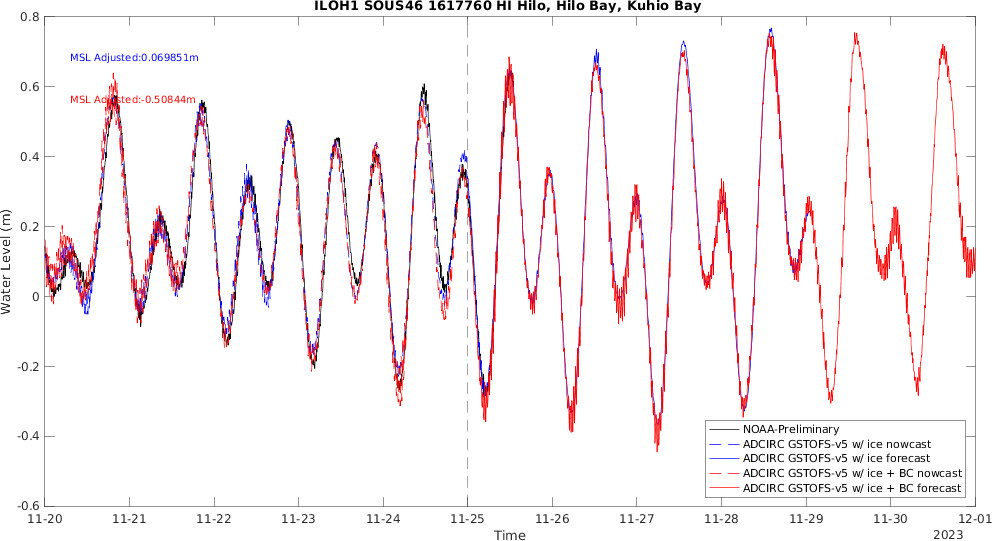 ILOH1 SOUS46 1617760 HI Hilo, Hilo Bay, Kuhio Bay
MSL Adjusted:0.069851m
MSL Adjusted:-0.50844m
Water Level (m)
0.8
0.6
0.4
0.2
0
-0.2
-0.4
-0.6
NOAA-Preliminary
ADCIRC GSTOFS-v5 w/ ice nowcast
ADCIRC GSTOFS-v5 w/ ice forecast
ADCIRC GSTOFS-v5 w/ ice + BC nowcast
ADCIRC GSTOFS-v5 w/ ice + BC forecast
11-20 11-21 11-22 11-23 11-24 11-25 11-26 11-27 11-28 11-29 11-30 12-01
Time
2023